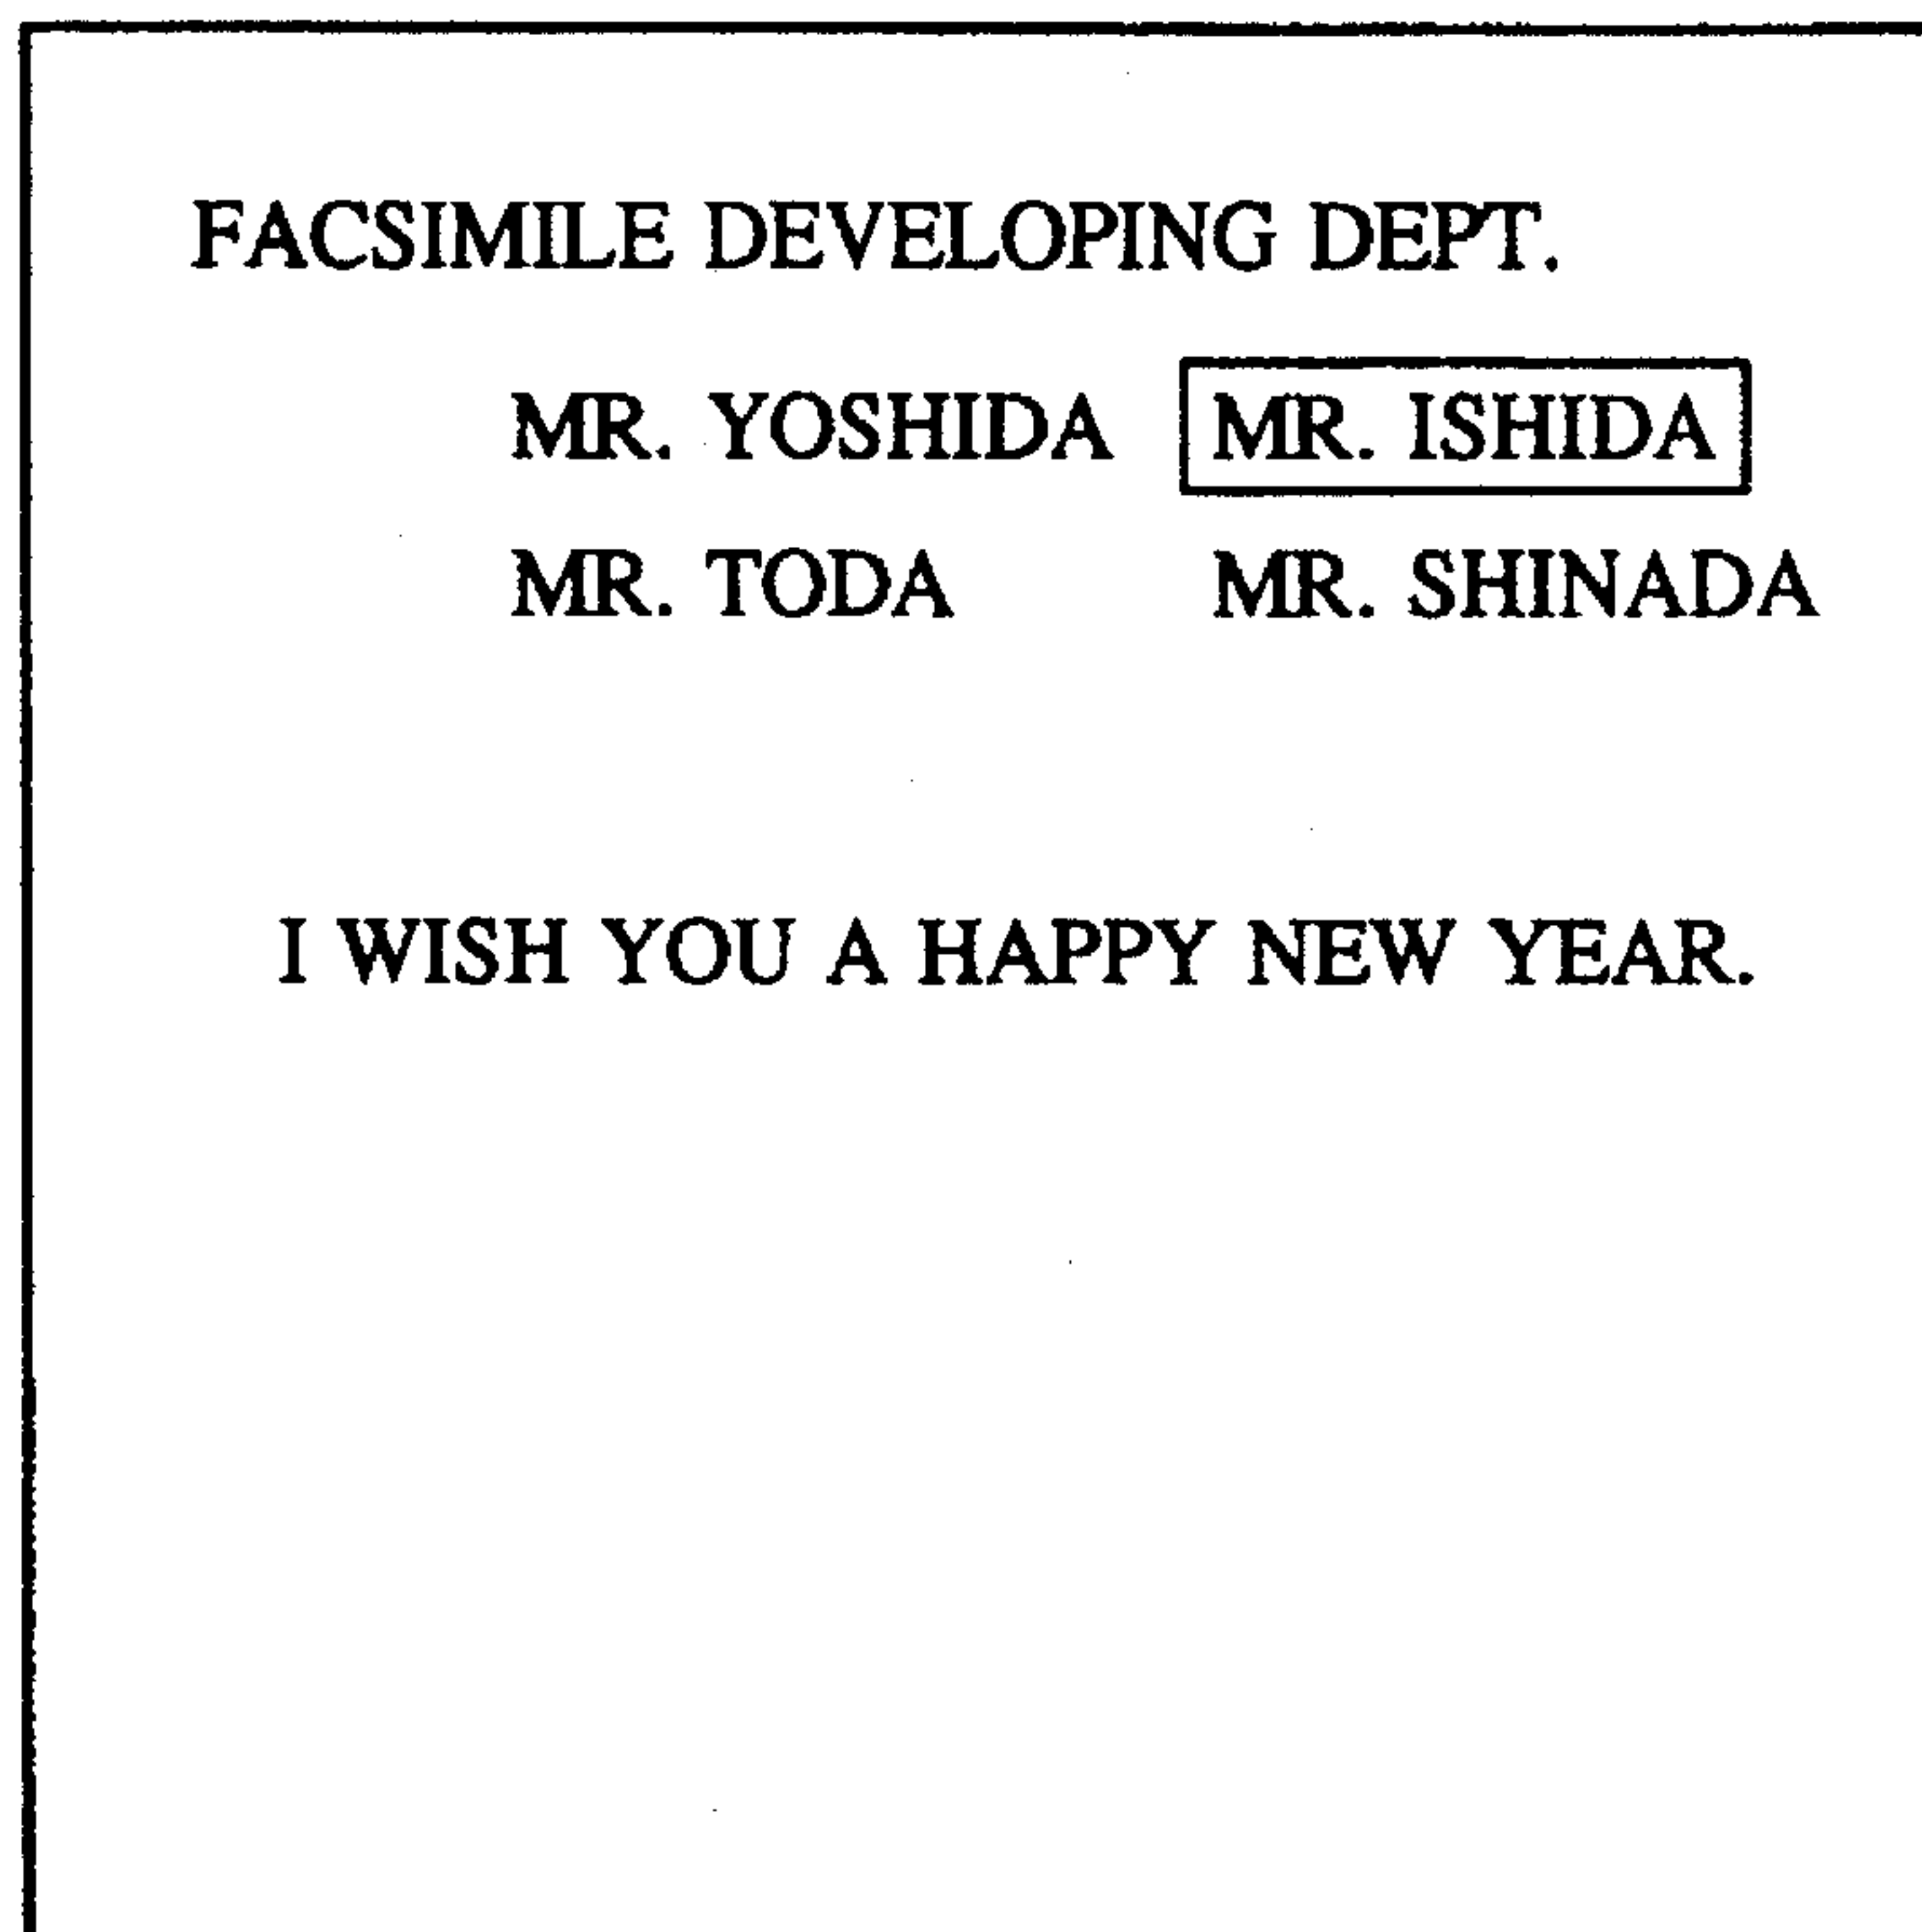 FACSIMILE DEVELOPING DEPT.
MR. YOSHIDA MR. ISHIDA
MR. TODA MR. SHINADA
I WISH YOU A HAPPY NEW YEAR.